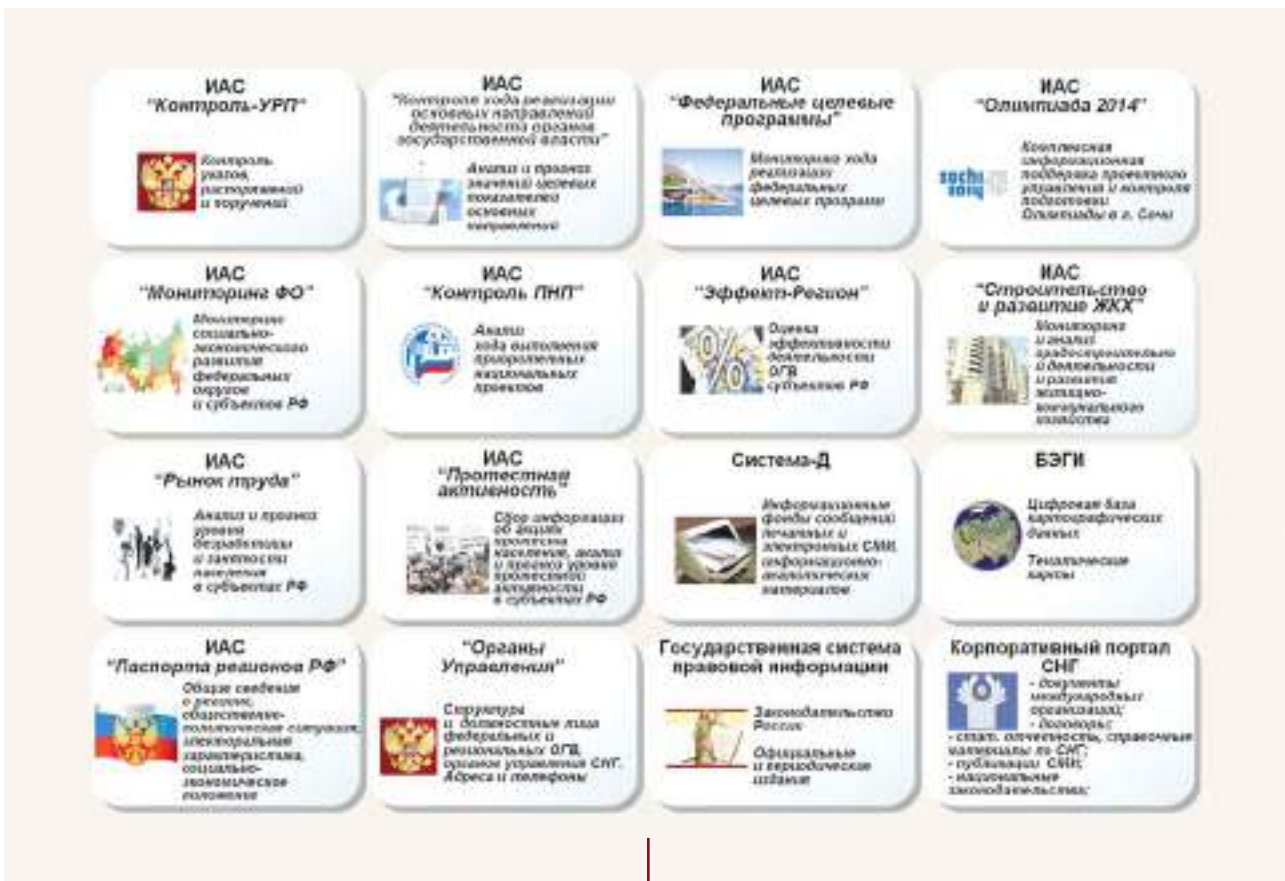 ИАС
"Контроль-УРП"
Контроль
указов,
распоряжений
и поручений
ИАС
"Контроль хода реализации
основных направлений
деятельности органов
государственной власти"
Анализ и прогноз
значений целевых
показателей
основных
направлений
ИАС
"Федеральные целевые
программы"
Мониторинг хода
реализации
федеральных
целевых программ
ИАС
"Олимпиада 2014"
sochi
2014
Комплексная
информационная
поддержка проектного
управления и контроля
подготовки
Олимпиады в г. Сочи
ИАС
"Мониторинг ФО"
Мониторинг
социально-
экономического
развития
федеральных
округов
и субъектов РФ
ИАС
"Контроль ПНП"
Анализ
хода выполнения
приоритетных
национальных
проектов
ИАС
"Эффект-Регион"
%
Оценка
эффективности
деятельности
ОГВ
субъектов РФ
ИАС
"Строительство
и развитие ЖКХ"
Мониторинг
и анализ
градостроительно
й деятельности
и развития
жилищно-
коммунального
хозяйства
ИАС
"Рынок труда"
Анализ и прогноз
уровня
безработицы
и занятости
населения
в субъектах РФ
ИАС
"Протестная
активность"
Сбор информации
об акциях
протеста
населения, анализ
и прогноз уровня
протестной
активности
в субъектах РФ
Система-Д
Информационные
фонды сообщений
печатных и
электронных СМИ,
информационно-
аналитических
материалов
БЭГИ
Цифровая база
картографических
данных
Тематические
карты
ИАС
"Паспорта регионов РФ"
Общие сведения
о регионе,
общественно-
политическая ситуация,
электоральная
характеристика,
социально-
экономическое
положение
"Органы
Управления"
Структура
и должностные лица
федеральных и
региональных ОГВ,
органов управления СНГ.
Адреса и телефоны
Государственная система
правовой информации
Законодательство
России
Официальные
и периодические
издания
Корпоративный портал
СНГ
- документы
международных
организаций;
- договоры;
- стат. отчетность, справочные
материалы по СНГ;
- публикации СМИ;
- национальные
законодательства;